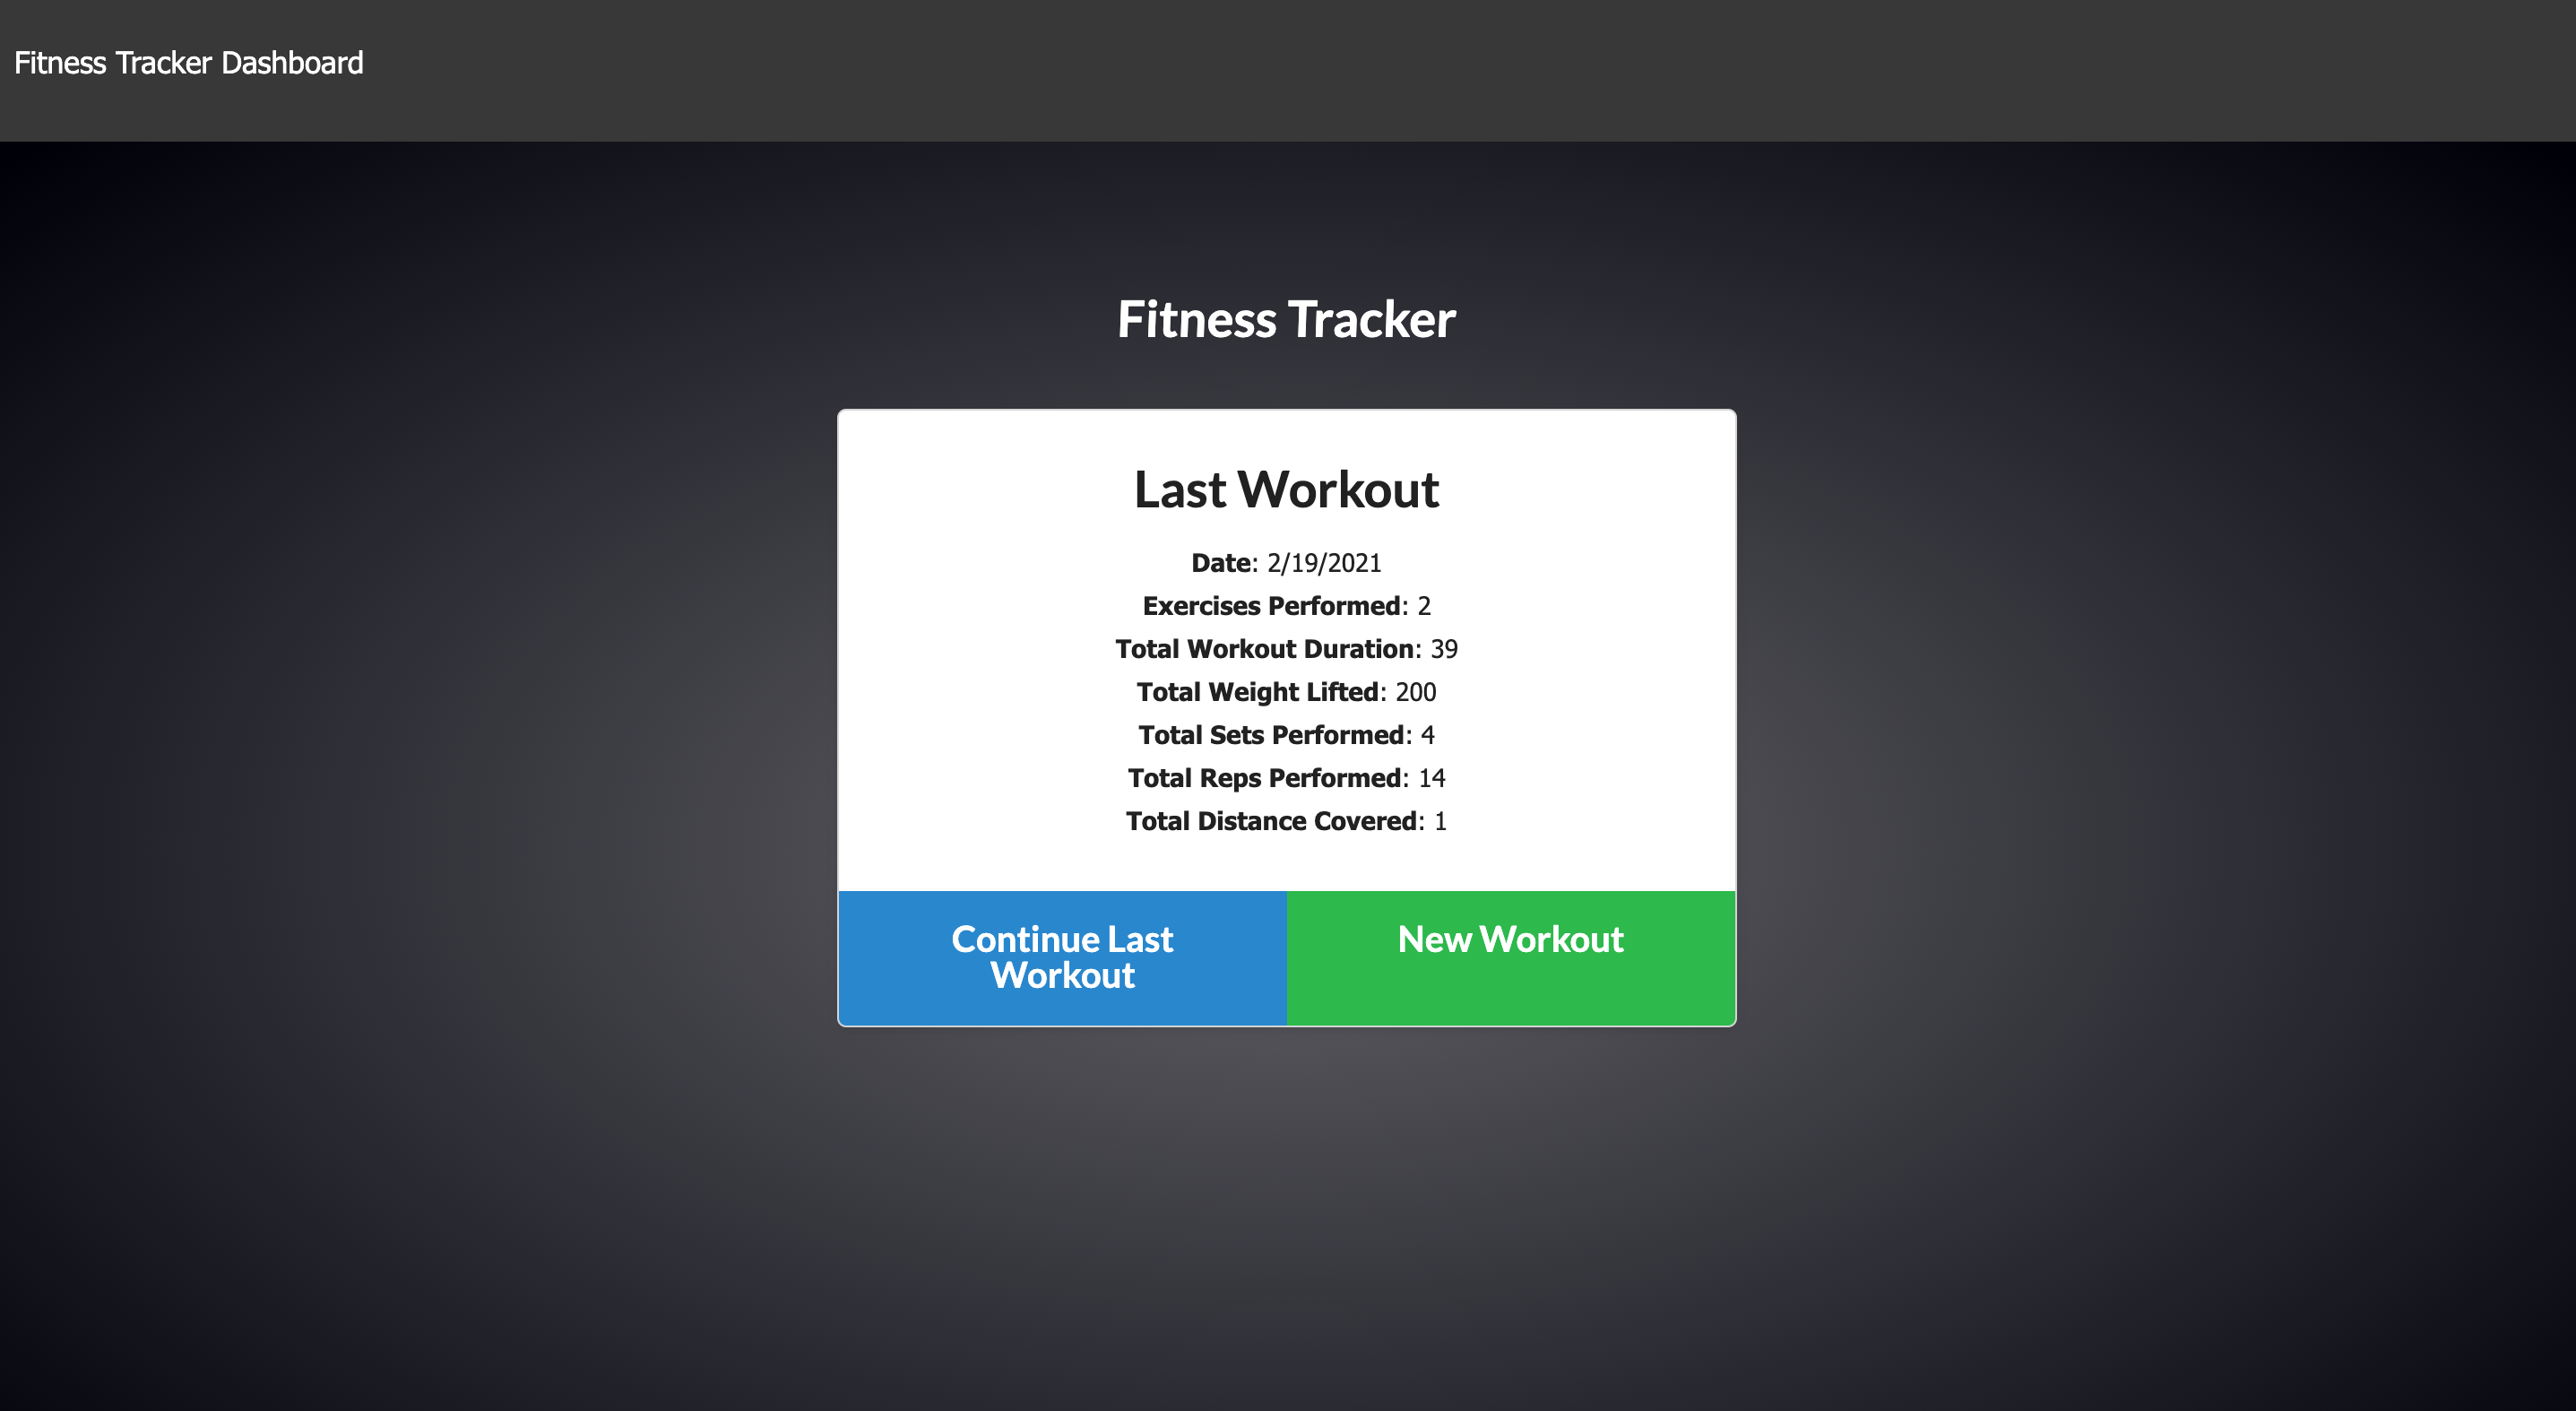 Fitness Tracker Dashboard
Fitness Tracker
Last Workout
Date: 2/19/2021
Exercises Performed: 2
Total Workout Duration: 39
Total Weight Lifted: 200
Total Sets Performed: 4
Total Reps Performed: 14
Total Distance Covered: 1
Continue Last
Workout
New Workout